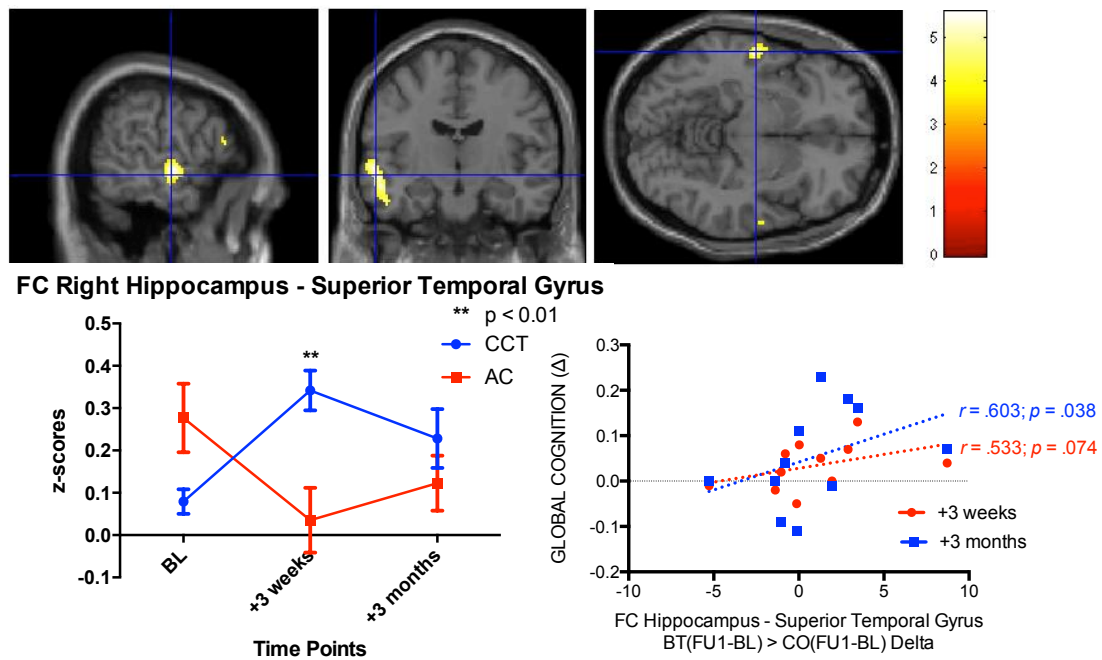 5
4
3
2
1
0
FC Right Hippocampus - Superior Temporal Gyrus
** p < 0.01
CCT
AC
**
0.5
0.4
0.3
0.2
0.1
0.0
-0.1
z-scores
BL
+3 weeks
+3 months
Time Points
0.3
0.2
0.1
0.0
-0.1
-0.2
GLOBAL COGNITION (Δ)
r = .603; p = .038
r = .533; p = .074
+3 weeks
+3 months
-10
-5
0
5
10
FC Hippocampus - Superior Temporal Gyrus
BT(FU1-BL) > CO(FU1-BL) Delta